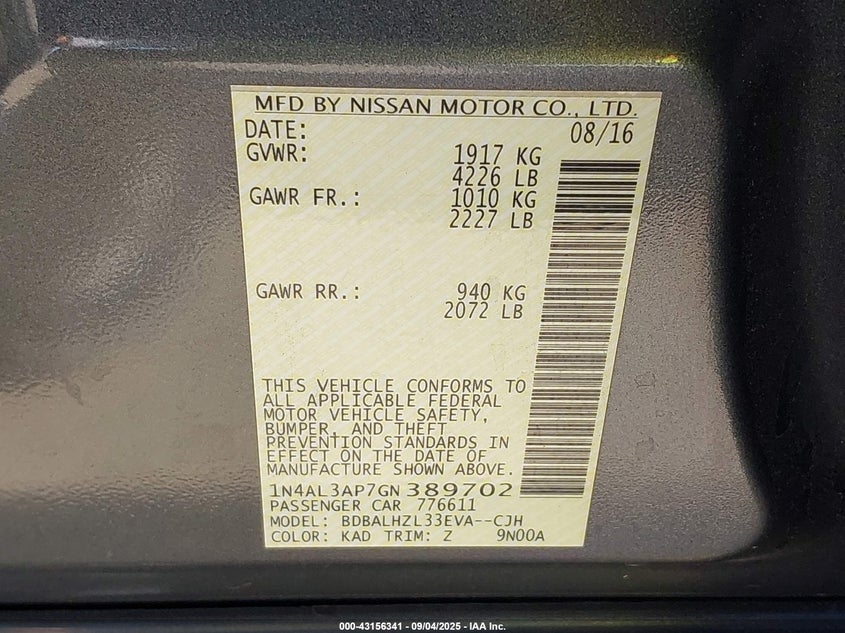 MFD BY NISSAN MOTOR CO., LTD.
DATE: 08/16
GVWR: 1917 KG
4226 LB
GAWR FR.: 1010 KG
2227 LB
GAWR RR.: 940 KG
2072 LB
THIS VEHICLE CONFORMS TO
ALL APPLICABLE FEDERAL
MOTOR VEHICLE SAFETY,
BUMPER, AND THEFT
PREVENTION STANDARDS IN
EFFECT ON THE DATE OF
MANUFACTURE SHOWN ABOVE.
1N4AL3AP7GN389702
PASSENGER CAR 776611
MODEL: BDBALHZL33EVA--CJH
COLOR: KAD TRIM: Z 9N00A
000-43156341 - 09/04/2025 - IAA Inc.